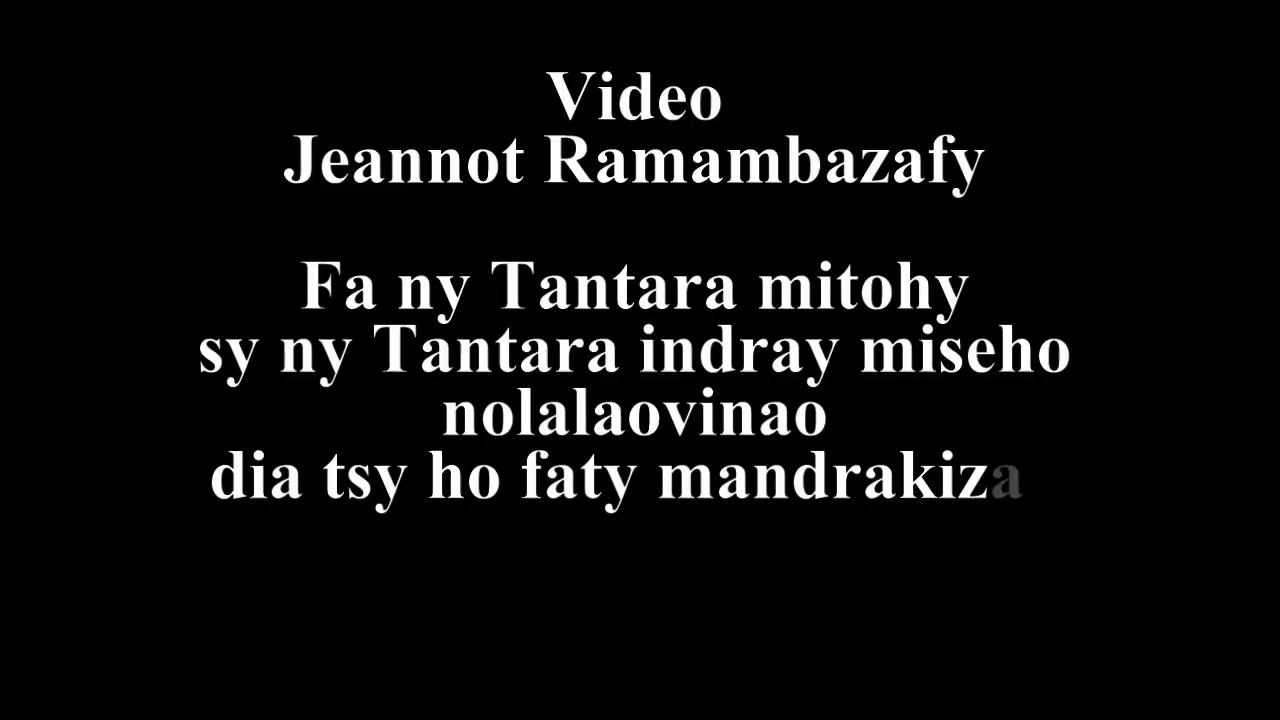 Video
Jeannot Ramambazafy
Fa ny Tantara mitohy
sy ny Tantara indray miseho
nolalaovinao
dia tsy ho faty mandrakiza